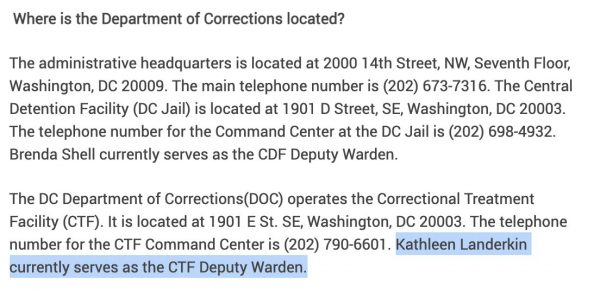 Where is the Department of Corrections located?
The administrative headquarters is located at 2000 14th Street, NW, Seventh Floor,
Washington, DC 20009. The main telephone number is (202) 673-7316. The Central
Detention Facility (DC Jail) is located at 1901 D Street, SE, Washington, DC 20003.
The telephone number for the Command Center at the DC Jail is (202) 698-4932.
Brenda Shell currently serves as the CDF Deputy Warden.
The DC Department of Corrections(DOC) operates the Correctional Treatment
Facility (CTF). It is located at 1901 E St. SE, Washington, DC 20003. The telephone
number for the CTF Command Center is (202) 790-6601. Kathleen Landerkin
currently serves as the CTF Deputy Warden.